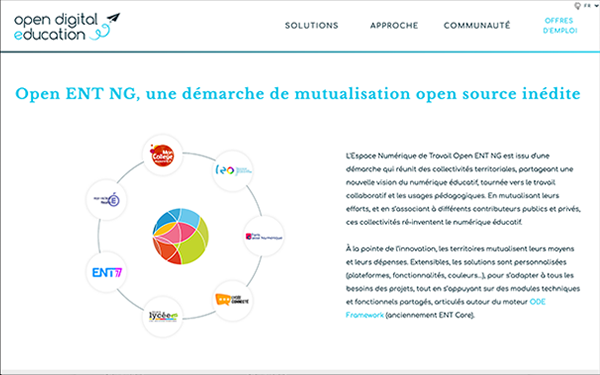 FR
open digital
education
SOLUTIONS
APPROCHE
COMMUNAUTÉ
OFFRES
D'EMPLOI
Open ENT NG, une démarche de mutualisation open source inédite
Mon
Collège
leo
ENT77
LYCÉE
CONNECTÉ
lycée
L'Espace Numérique de Travail Open ENT NG est issu d'une
démarche qui réunit des collectivités territoriales, partageant une
nouvelle vision du numérique éducatif, tournée vers le travail
collaboratif et les usages pédagogiques. En mutualisant leurs
efforts, et en s'associant à différents contributeurs publics et privés,
ces collectivités ré-inventent le numérique éducatif.
À la pointe de l'innovation, les territoires mutualisent leurs moyens
et leurs dépenses. Extensibles, les solutions sont personnalisées
(plateformes, fonctionnalités, couleurs...), pour s'adapter à tous les
besoins des projets, tout en s'appuyant sur des modules techniques
et fonctionnels partagés, articulés autour du moteur ODE
Framework (anciennement ENT Core).